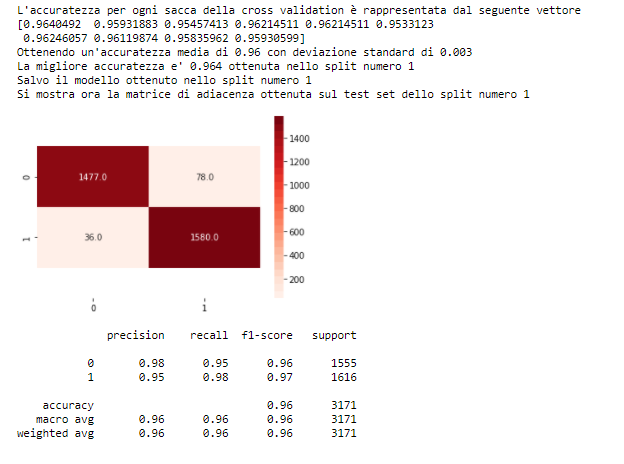 L'accuratezza per ogni sacca della cross validation è rappresentata dal seguente vettore
[0.9640492 0.95931883 0.95457413 0.96214511 0.96214511 0.9533123
0.96246057 0.96119874 0.95835962 0.95930599]
Ottenendo un'accuratezza media di 0.96 con deviazione standard di 0.003
La migliore accuratezza e' 0.964 ottenuta nello split numero 1
Salvo il modello ottenuto nello split numero 1
Si mostra ora la matrice di adiacenza ottenuta sul test set dello split numero 1
1400
1200
1000
800
600
400
200
0 1477.0 78.0
1 36.0 1580.0
0 1
precision recall f1-score support
0 0.98 0.95 0.96 1555
1 0.95 0.98 0.97 1616
accuracy 0.96 3171
macro avg 0.96 0.96 0.96 3171
weighted avg 0.96 0.96 0.96 3171